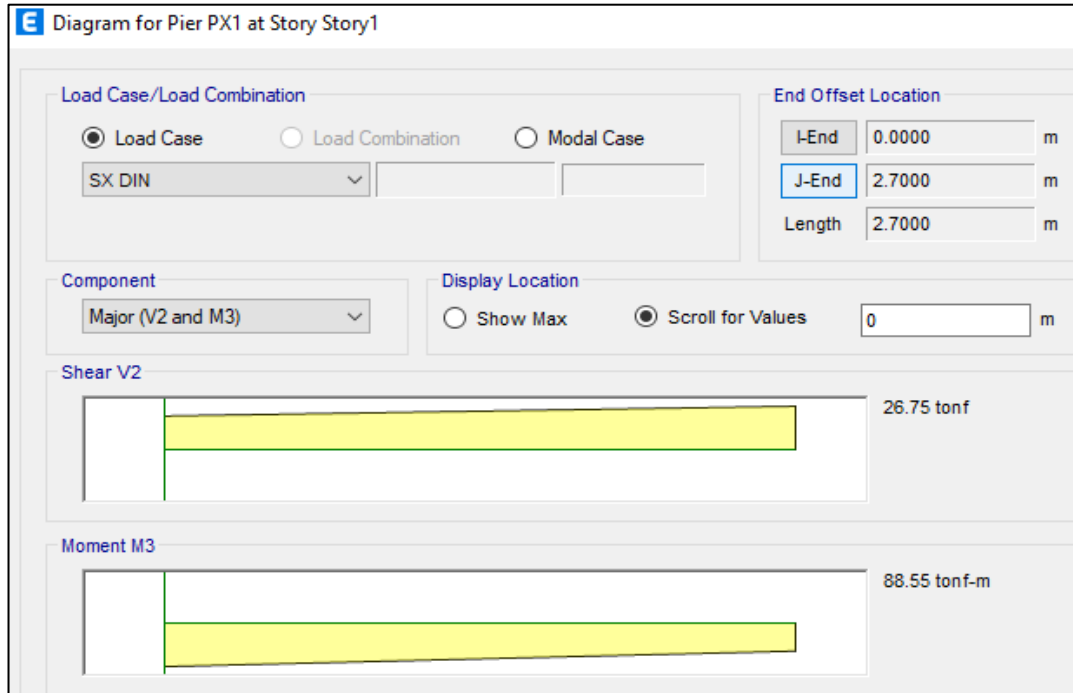 E Diagram for Pier PX1 at Story Story1
Load Case/Load Combination
Load Case Load Combination Modal Case
SX DIN
End Offset Location
I-End 0.0000 m
J-End 2.7000 m
Length 2.7000 m
Component
Major (V2 and M3)
Display Location
Show Max Scroll for Values 0 m
Shear V2
26.75 tonf
Moment M3
88.55 tonf-m